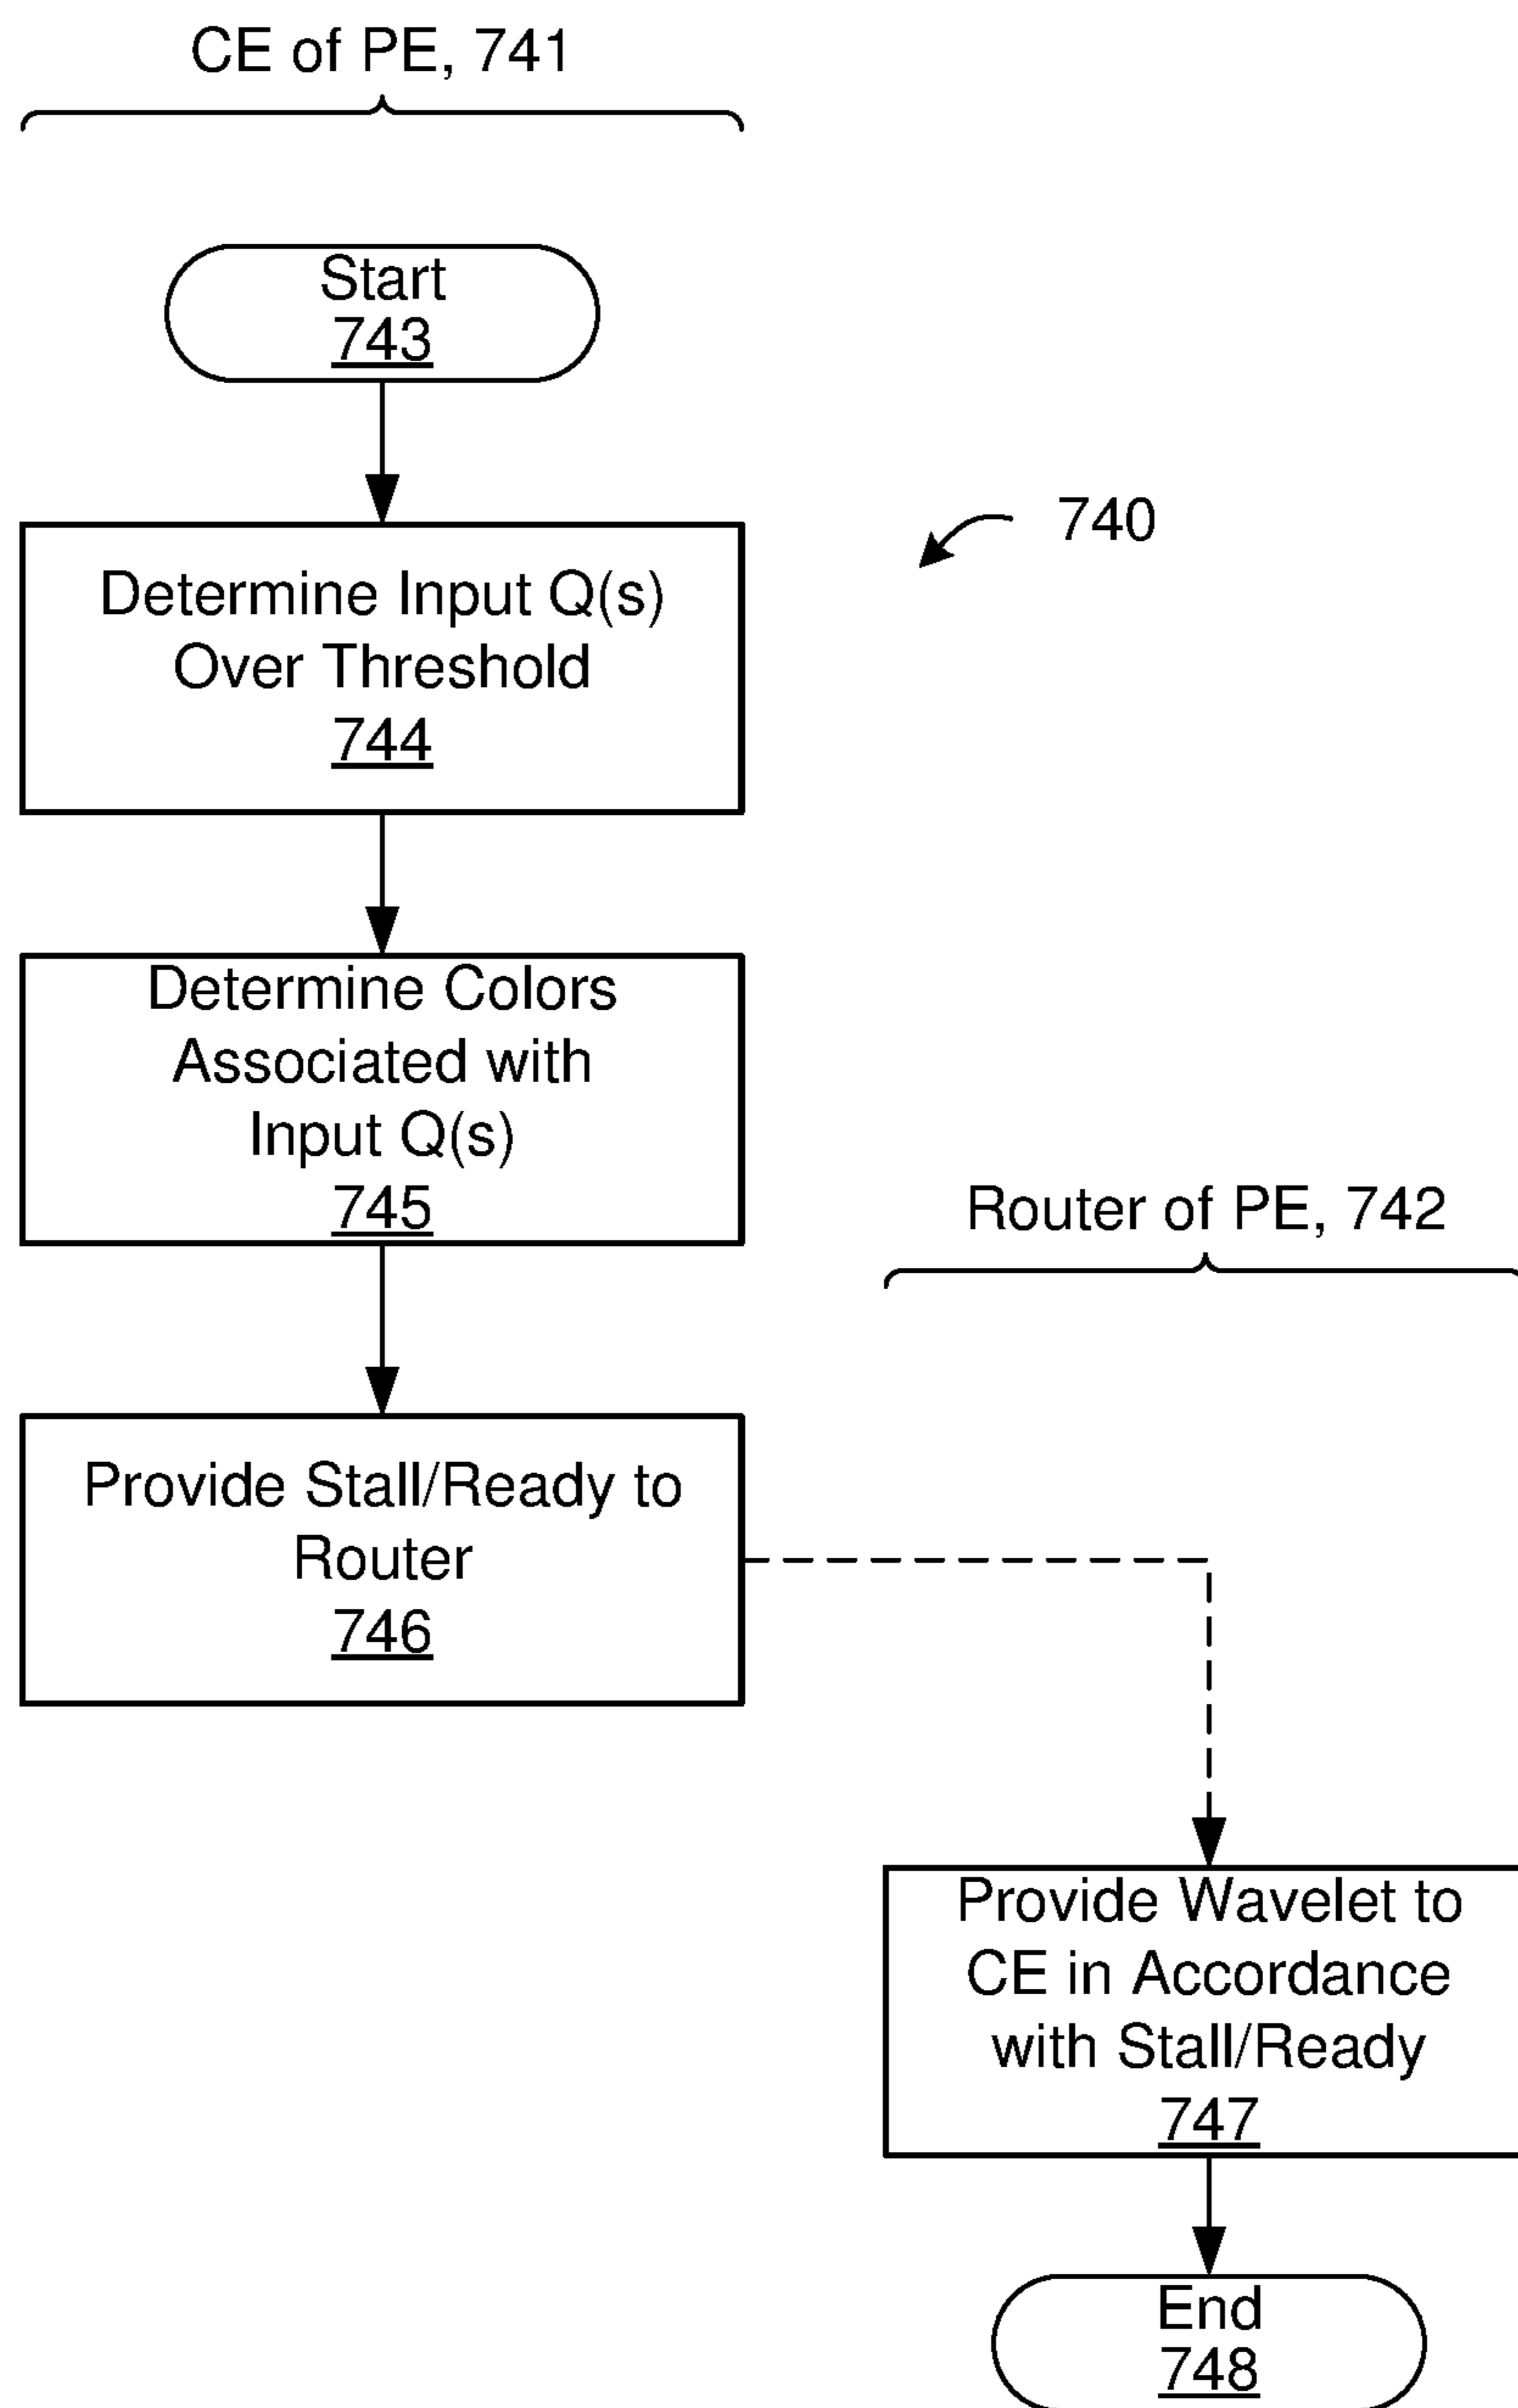 CE of PE, 741
Start
743
740
Determine Input Q(s)
Over Threshold
744
Determine Colors
Associated with
Input Q(s)
745
Router of PE, 742
Provide Stall/Ready to
Router
746
Provide Wavelet to
CE in Accordance
with Stall/Ready
747
End
748